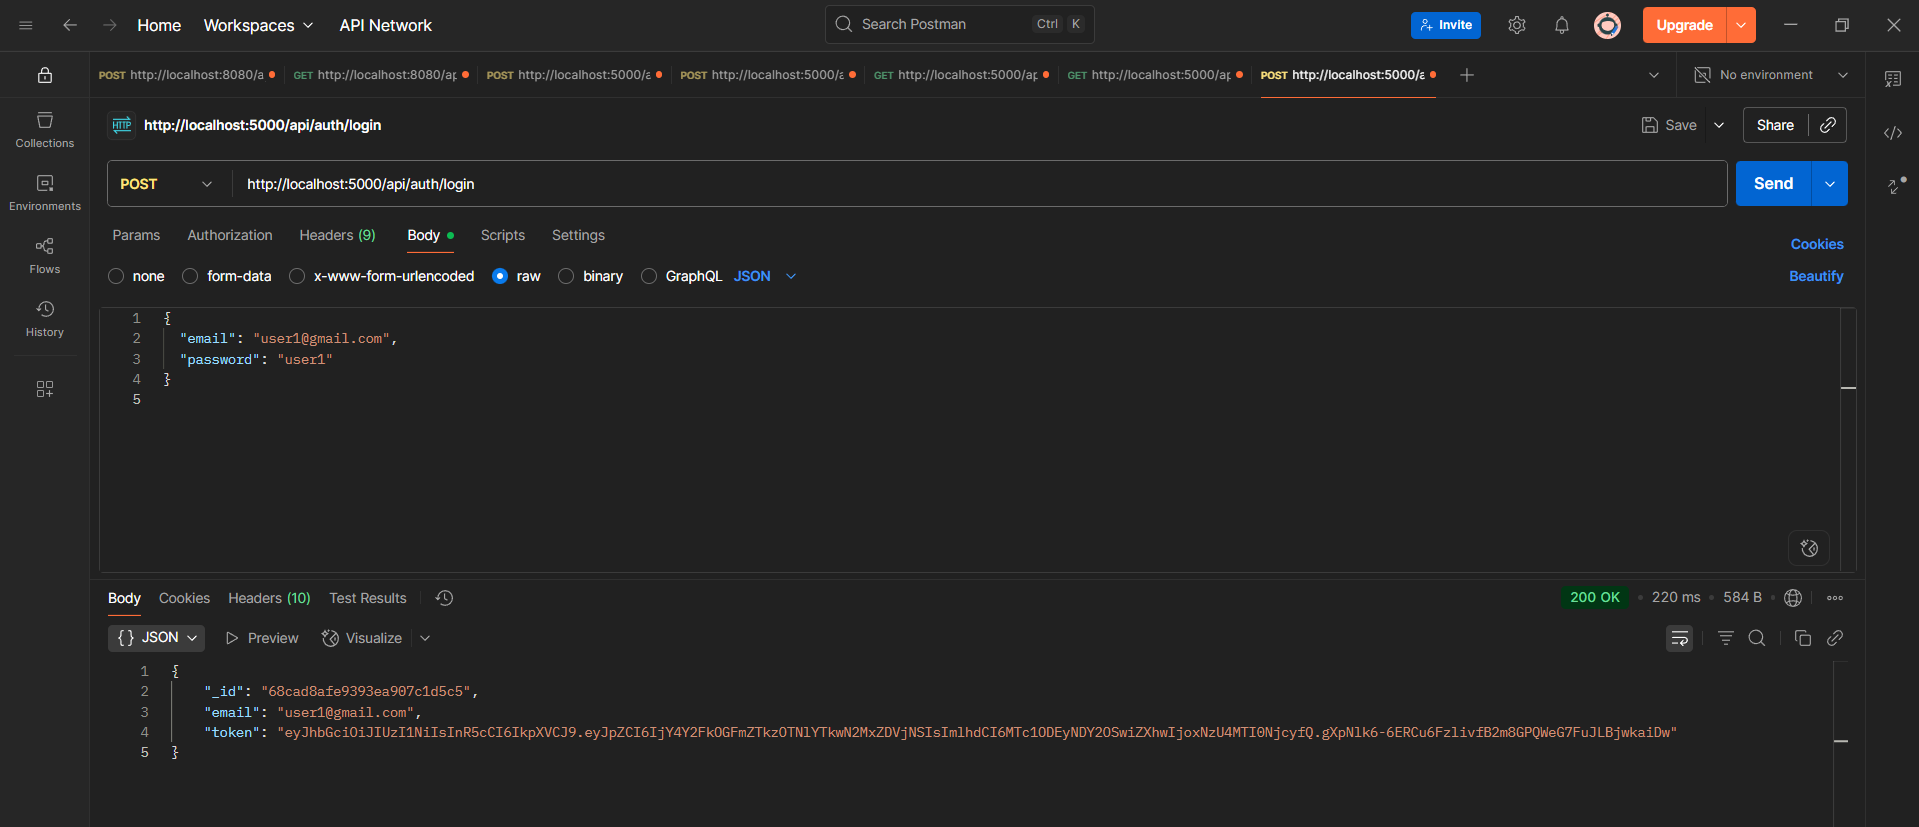 Home Workspaces API Network Search Postman Ctrl K Invite Upgrade
POST http://localhost:8080/a GET http://localhost:8080/ap POST http://localhost:5000/a POST http://localhost:5000/a GET http://localhost:5000/ap GET http://localhost:5000/ap POST http://localhost:5000/a No environment
Collections
Environments
Flows
History
HTTP http://localhost:5000/api/auth/login Save Share
POST http://localhost:5000/api/auth/login Send
Params Authorization Headers (9) Body Scripts Settings Cookies
none form-data x-www-form-urlencoded raw binary GraphQL JSON Beautify
1 {
2 "email": "user1@gmail.com",
3 "password": "user1"
4 }
5
Body Cookies Headers (10) Test Results 200 OK 220 ms 584 B
{} JSON Preview Visualize
1 {
2 "_id": "68cad8afe9393ea907c1d5c5",
3 "email": "user1@gmail.com",
4 "token": "eyJhbGciOiJIUzI1NiIsInR5cCI6IkpXVCJ9.eyJpZCI6IjY4Y2FkOGFmZTkzOTNlYTkwN2MxZDVjNSIsImlhdCI6MTc1ODEyNDY2OSwiZXhwIjoxNzU4MTI0NjcyfQ.gXpNlk6-6ERCu6FzlivfB2m8GPQWeG7FuJLBjwkaiDw"
5 }